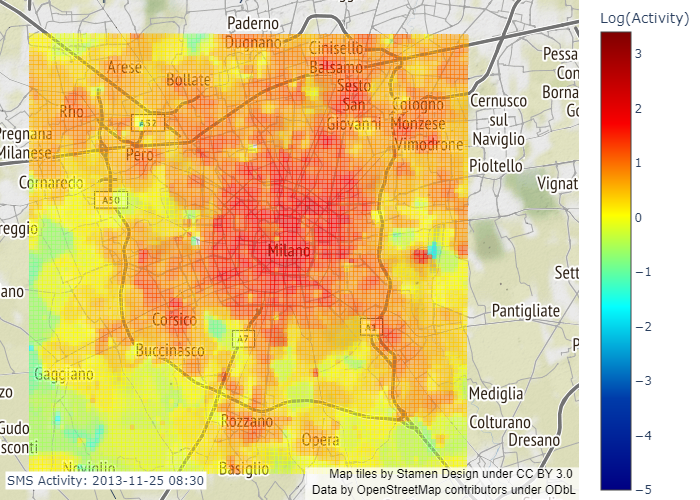 Log(Activity)
Paderno
Dugnano
Cinisello
Balsamo
Sesto
San
Giovanni
Arese
Bollate
Rho
A52
Pero
Pregnana
Milanese
Cornaredo
A50
Cologno
Monzese
Vimodrone
Cernusco
sul
Naviglio
Pioltello
Pessa
Con
Borna
Go
Vignat
reggio
Milano
ano
Sett
Pantigliate
Corsico
A7
Buccinasco
Gaggiano
zo
Gudo
sconti
P
Mediglia
Colturano
Dresano
Rozzano
Opera
Noviglio
Basiglio
SMS Activity: 2013-11-25 08:30
Map tiles by Stamen Design under CC BY 3.0
Data by OpenStreetMap contributors under ODbL
3
2
1
0
−1
−2
−3
−4
−5